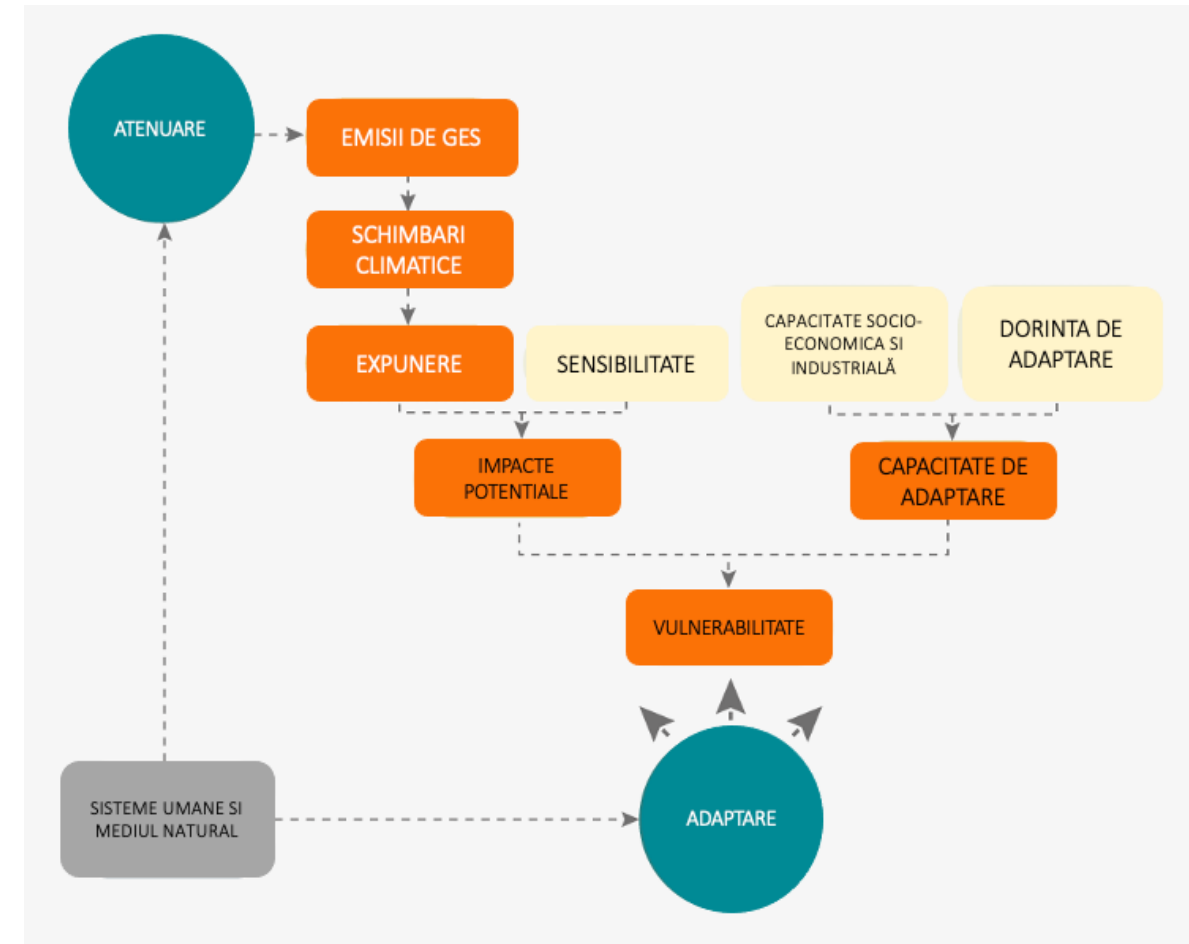 ATENUARE
EMISII DE GES
SCHIMBARI
CLIMATICE
EXPUNERE
SENSIBILITATE
CAPACITATE SOCIO-
ECONOMICA SI
INDUSTRIALĂ
DORINTA DE
ADAPTARE
IMPACTE
POTENTIALE
CAPACITATE DE
ADAPTARE
VULNERABILITATE
SISTEME UMANE SI
MEDIUL NATURAL
ADAPTARE